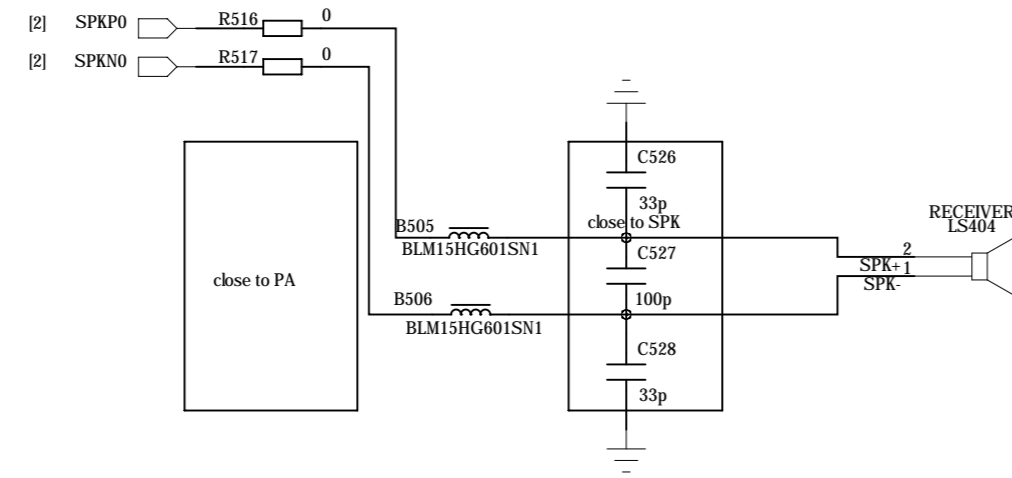 [2] SPKP0 R516 0
[2] SPKN0 R517 0
C526
33p
close to SPK
B505
BLM15HG601SN1
C527
100p
B506
BLM15HG601SN1
C528
33p
close to PA
RECEIVER
LS404
2
SPK+ 1
SPK-